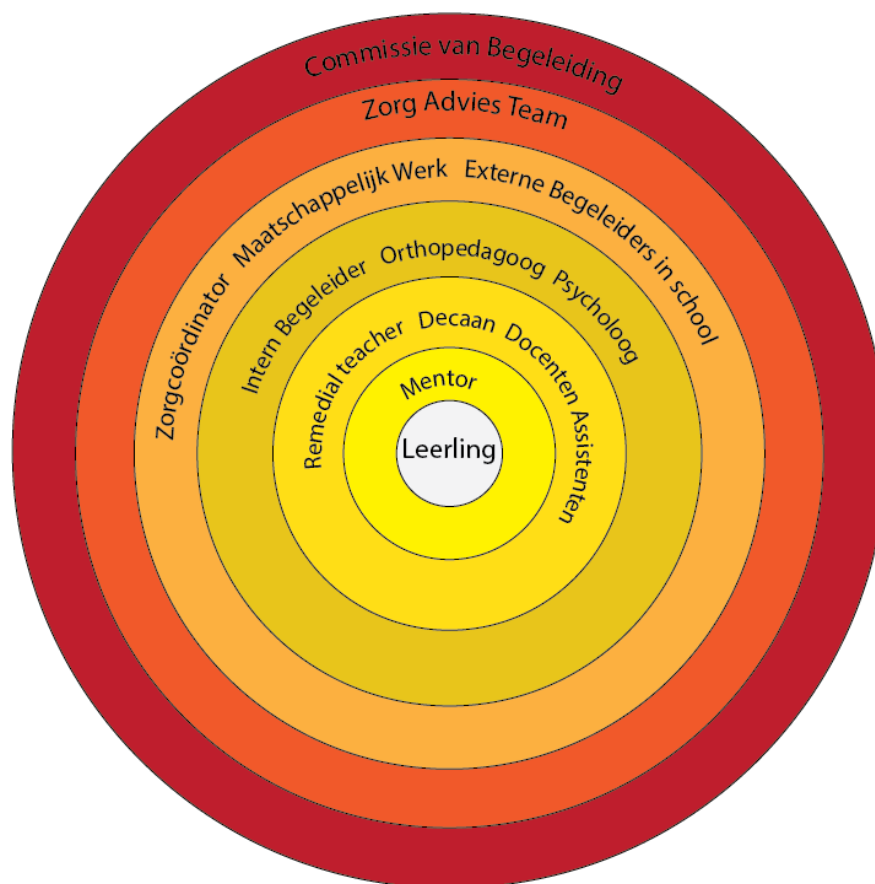 Commissie van Begeleiding
Zorg Advies Team
Zorgcoördinator Maatschappelijk Werk Externe Begeleiders in school
Intern Begeleider Orthopedagoog Psycholoog
Remedial teacher Decaan Docenten Assistenten
Mentor
Leerling